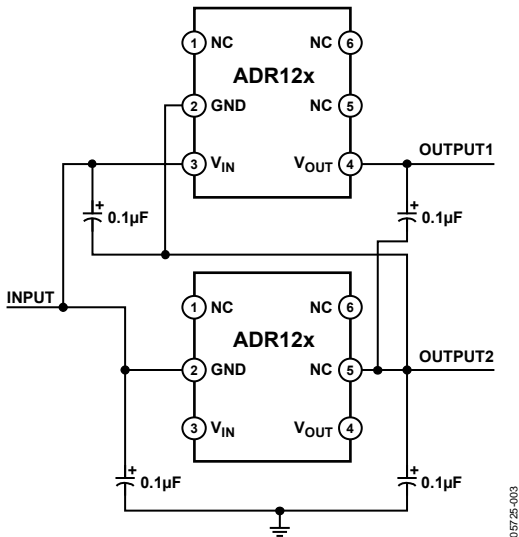 1 NC
NC 6
ADR12x
2 GND
NC 5
OUTPUT1
3 VIN
VOUT 4
+
0.1µF
+
0.1µF
INPUT
1 NC
NC 6
ADR12x
OUTPUT2
2 GND
NC 5
3 VIN
VOUT 4
+
0.1µF
+
0.1µF
05725-003